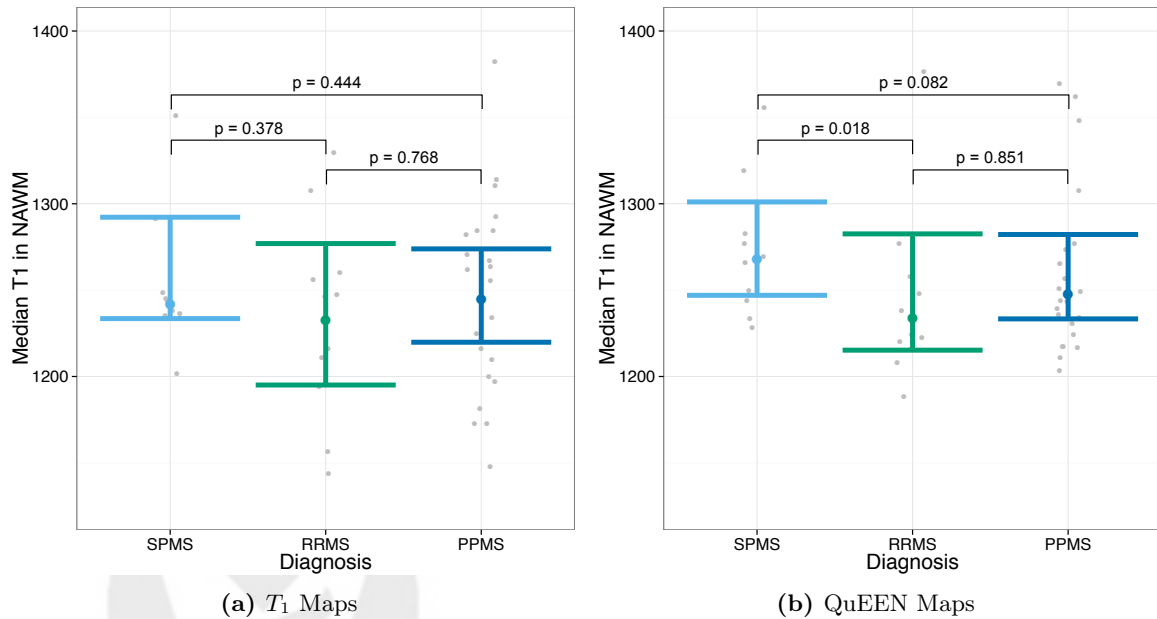 1400
1300
1200
Median T1 in NAWM
p = 0.444
p = 0.378
p = 0.768
SPMS RRMS PPMS
Diagnosis
(a) T₁ Maps
1400
1300
1200
Median T1 in NAWM
p = 0.082
p = 0.018
p = 0.851
SPMS RRMS PPMS
Diagnosis
(b) QuEEN Maps